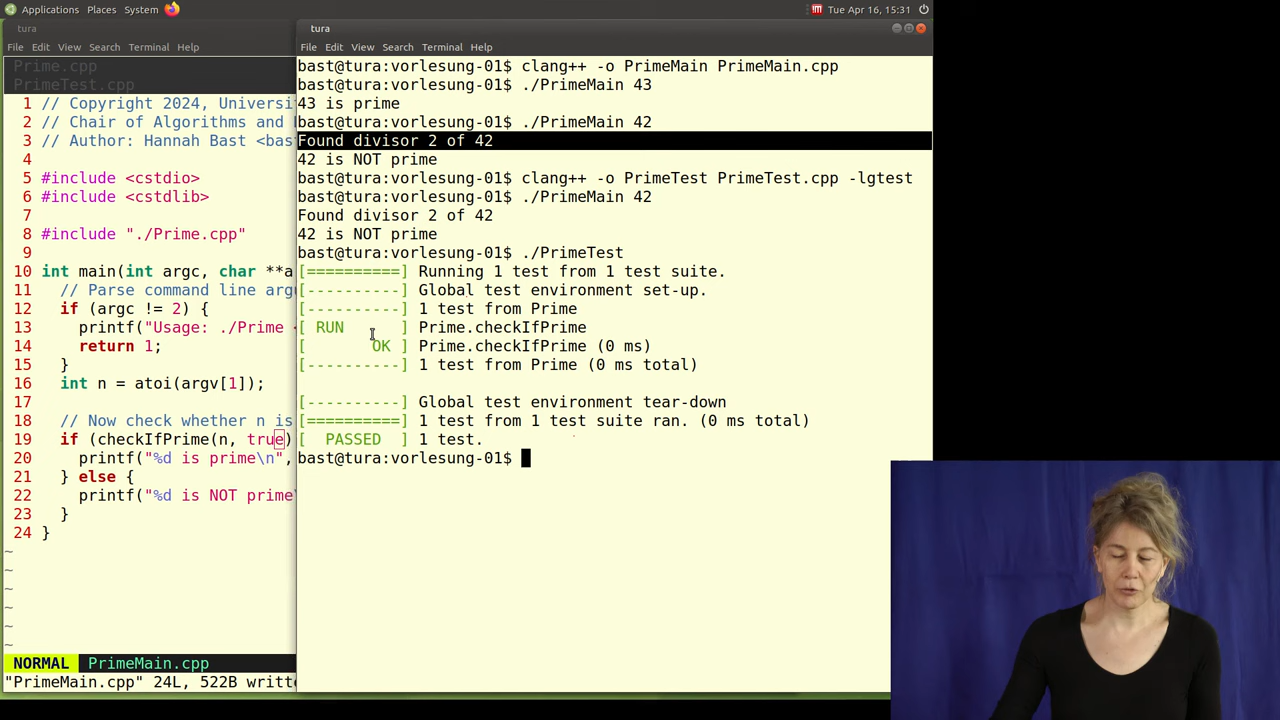 Applications Places System
Tue Apr 16, 15:31
tura
File Edit View Search Terminal Help
Prime.cpp
PrimeTest.cpp
1 // Copyright 2024, Universi
2 // Chair of Algorithms and
3 // Author: Hannah Bast <bas
4
5 #include <cstdio>
6 #include <cstdlib>
7
8 #include "./Prime.cpp"
9
10 int main(int argc, char **a
11 // Parse command line arg
12 if (argc != 2) {
13 printf("Usage: ./Prime
14 return 1;
15 }
16 int n = atoi(argv[1]);
17
18 // Now check whether n is
19 if (checkIfPrime(n, true)
20 printf("%d is prime\n",
21 } else {
22 printf("%d is NOT prime
23 }
24 }
~
~
~
~
~
~
NORMAL PrimeMain.cpp
"PrimeMain.cpp" 24L, 522B writt
tura
File Edit View Search Terminal Help
bast@tura:vorlesung-01$ clang++ -o PrimeMain PrimeMain.cpp
bast@tura:vorlesung-01$ ./PrimeMain 43
43 is prime
bast@tura:vorlesung-01$ ./PrimeMain 42
Found divisor 2 of 42
42 is NOT prime
bast@tura:vorlesung-01$ clang++ -o PrimeTest PrimeTest.cpp -lgtest
bast@tura:vorlesung-01$ ./PrimeMain 42
Found divisor 2 of 42
42 is NOT prime
bast@tura:vorlesung-01$ ./PrimeTest
[==========] Running 1 test from 1 test suite.
[----------] Global test environment set-up.
[----------] 1 test from Prime
[ RUN      ] Prime.checkIfPrime
[       OK ] Prime.checkIfPrime (0 ms)
[----------] 1 test from Prime (0 ms total)
[----------] Global test environment tear-down
[==========] 1 test from 1 test suite ran. (0 ms total)
[  PASSED  ] 1 test.
bast@tura:vorlesung-01$